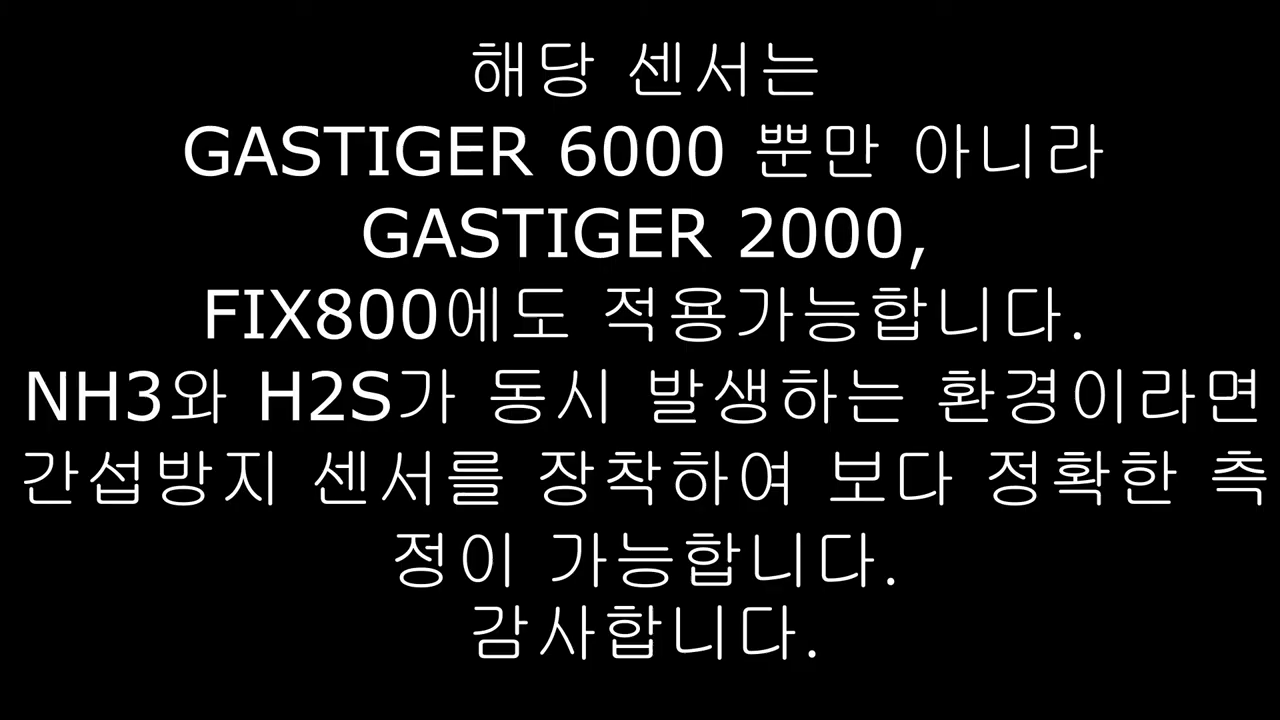 해당 센서는
GASTIGER 6000 뿐만 아니라
GASTIGER 2000,
FIX800에도 적용가능합니다.
NH3와 H2S가 동시 발생하는 환경이라면
간섭방지 센서를 장착하여 보다 정확한 측
정이 가능합니다.
감사합니다.